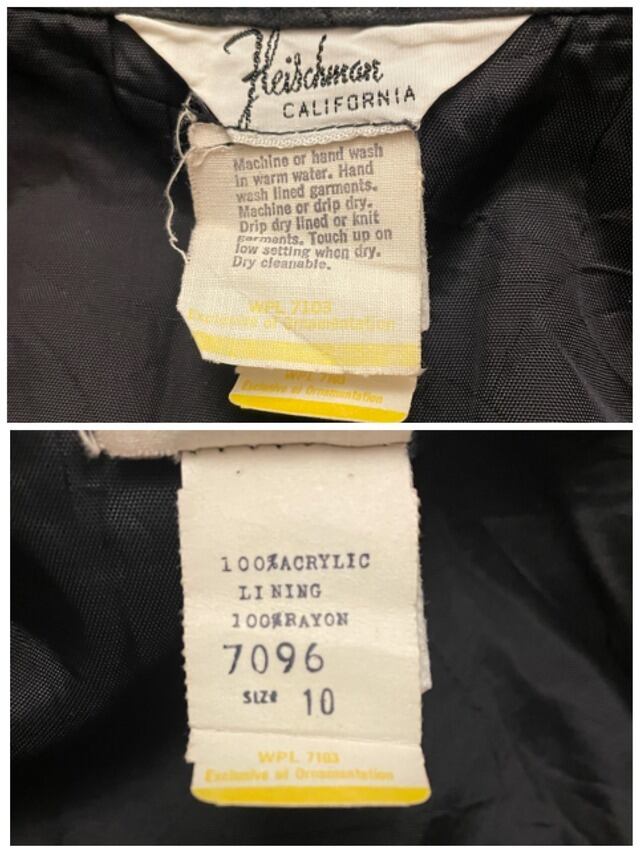 Fleischman
CALIFORNIA
Machine or hand wash
in warm water. Hand
wash lined garments.
Machine or drip dry.
Drip dry lined or knit
garments. Touch up on
low setting when dry.
Dry cleanable.
WPL 7103
Exclusive of Ornamentation
WPL 7103
Exclusive of Ornamentation
100%ACRYLIC
LINING
100%RAYON
7096
SIZe 10
WPL 7103
Exclusive of Ornamentation